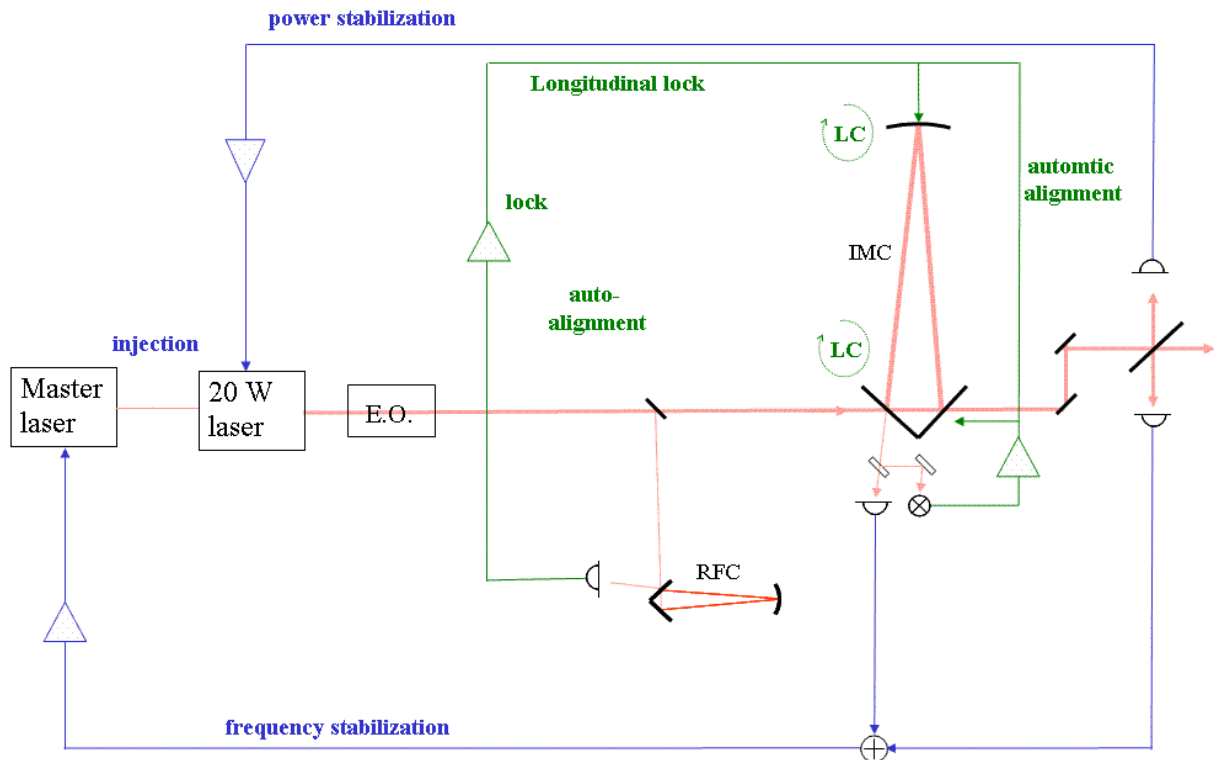 power stabilization
Longitudinal lock
LC
automtic
alignment
lock
IMC
auto-
alignment
injection
LC
Master
laser
20 W
laser
E.O.
RFC
frequency stabilization